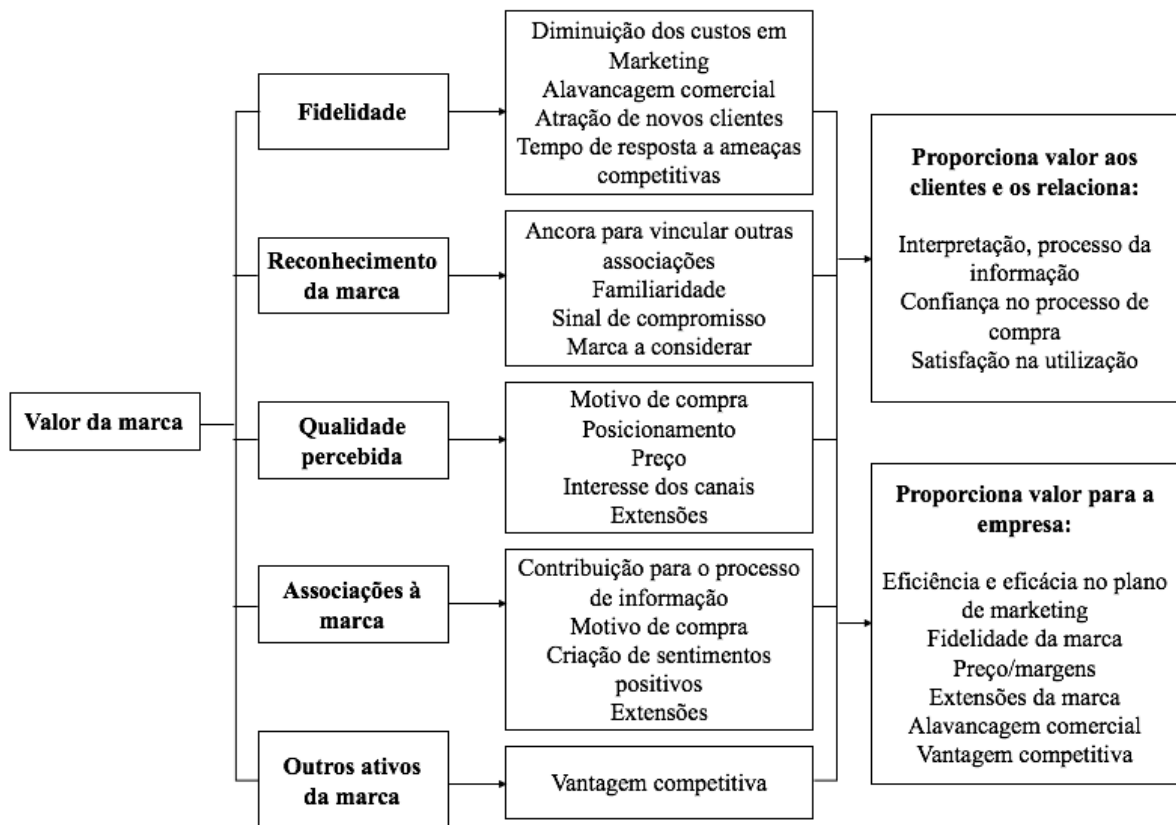 Valor da marca
Fidelidade
Diminuição dos custos em
Marketing
Alavancagem comercial
Atração de novos clientes
Tempo de resposta a ameaças
competitivas
Reconhecimento
da marca
Ancora para vincular outras
associações
Familiaridade
Sinal de compromisso
Marca a considerar
Qualidade
percebida
Motivo de compra
Posicionamento
Preço
Interesse dos canais
Extensões
Associações à
marca
Contribuição para o processo
de informação
Motivo de compra
Criação de sentimentos
positivos
Extensões
Outros ativos
da marca
Vantagem competitiva
Proporciona valor aos
clientes e os relaciona:
Interpretação, processo da
informação
Confiança no processo de
compra
Satisfação na utilização
Proporciona valor para a
empresa:
Eficiência e eficácia no plano
de marketing
Fidelidade da marca
Preço/margens
Extensões da marca
Alavancagem comercial
Vantagem competitiva